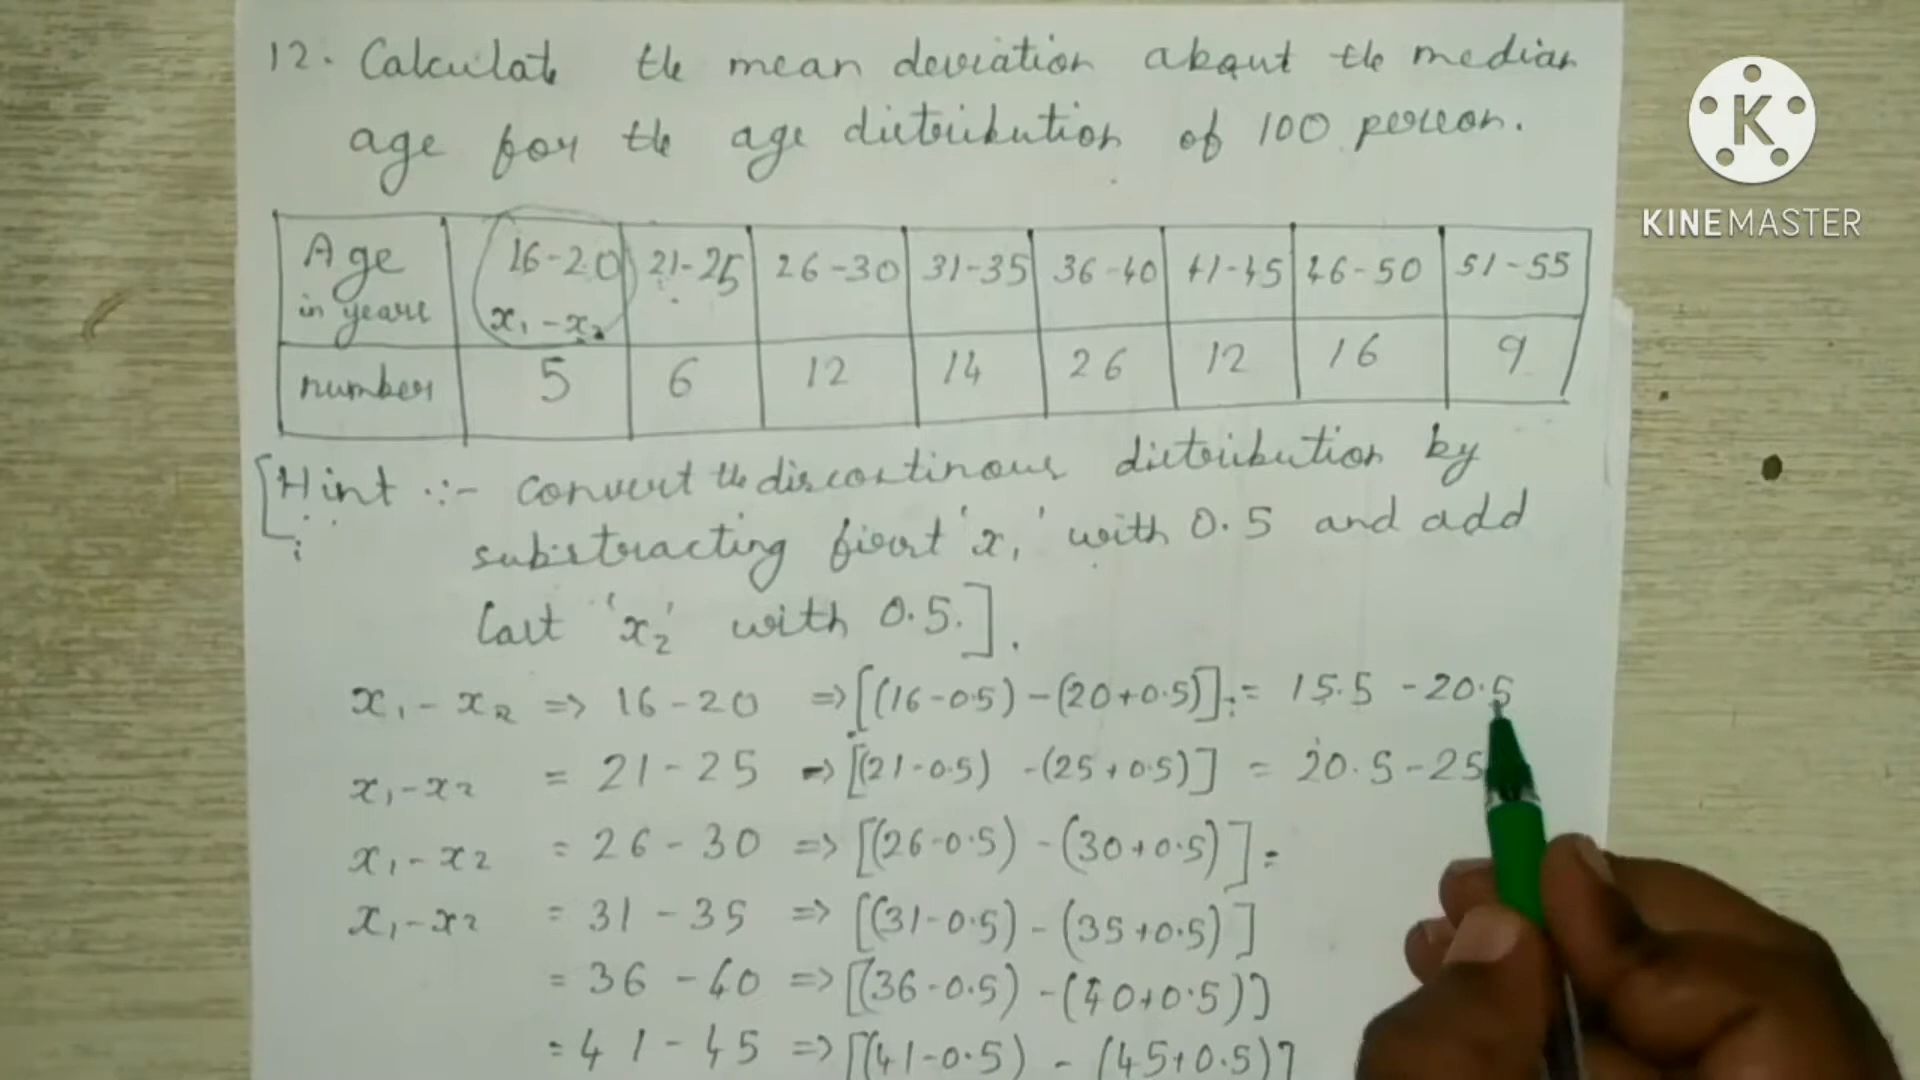 12. Calculate the mean deviation about the median
age for the age distribution of 100 person.
Age in years 16-20 x₁-x₂ 21-25 26-30 31-35 36-40 41-45 46-50 51-55
number 5 6 12 14 26 12 16 9
[Hint :- convert the discontinous distribution by
substracting first 'x₁' with 0.5 and add
last 'x₂' with 0.5.].
x₁-x₂ => 16-20 => [(16-0.5)-(20+0.5)] = 15.5-20.5
x₁-x₂ = 21-25 -> [(21-0.5)-(25+0.5)] = 20.5-25
x₁-x₂ = 26-30 => [(26-0.5)-(30+0.5)] =
x₁-x₂ = 31-35 => [(31-0.5)-(35+0.5)]
= 36-40 => [(36-0.5)-(40+0.5)]
= 41-45 => [(41-0.5)-(45+0.5)]
K
KINEMASTER